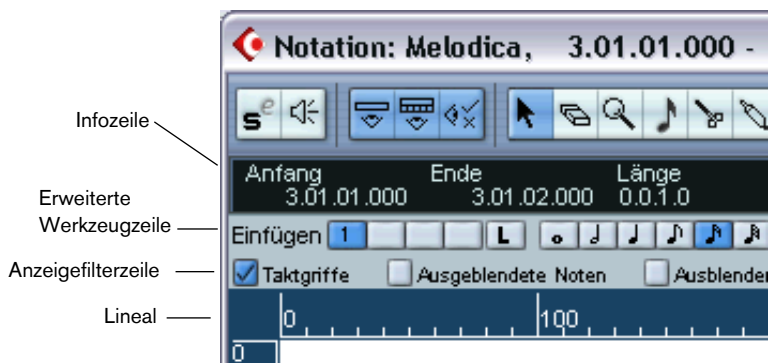 Notation: Melodica, 3.01.01.000 -
se
Infozeile
Anfang Ende Länge
3.01.01.000 3.01.02.000 0.0.1.0
Erweiterte
Werkzeugzeile
Einfügen 1 L
Anzeigefilterzeile
Taktgriffe Ausgeblendete Noten Ausblenden
Lineal
0 100
0